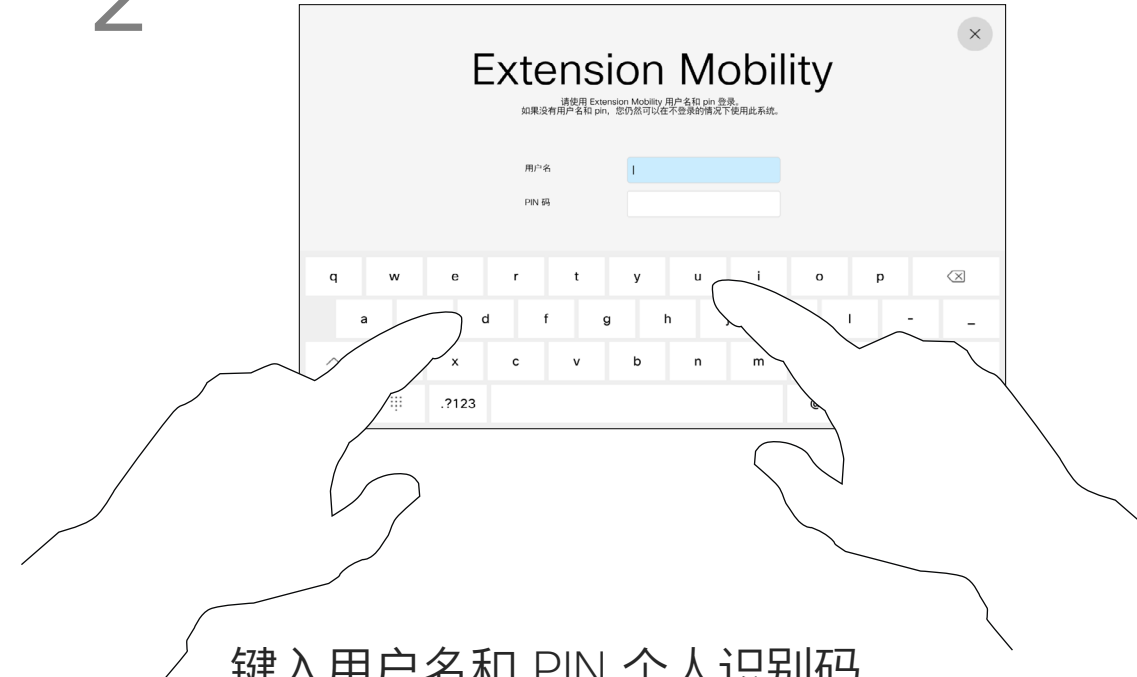 2
Extension Mobility
请使用 Extension Mobility 用户名和 pin 登录。
如果没有用户名和 pin，您仍然可以在不登录的情况下使用此系统。
用户名
PIN 码
q w e r t y u i o p
a d f g h j l - _
x c v b n m
.?123 @
键入用户名和 PIN 个人识别码